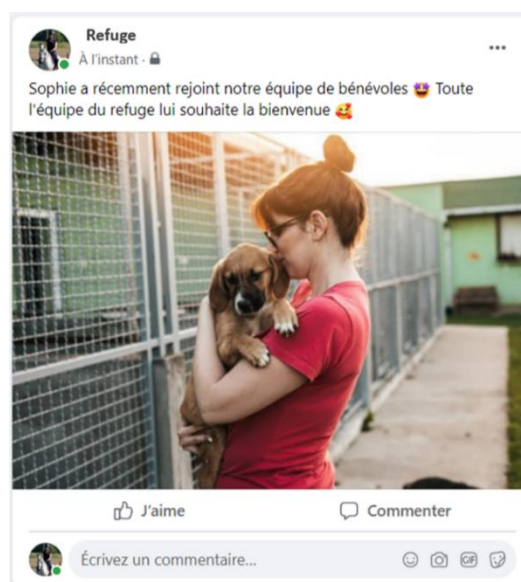 Refuge
À l'instant ·
Sophie a récemment rejoint notre équipe de bénévoles 🤩 Toute
l'équipe du refuge lui souhaite la bienvenue 🥰
J'aime
Commenter
Écrivez un commentaire...
GIF